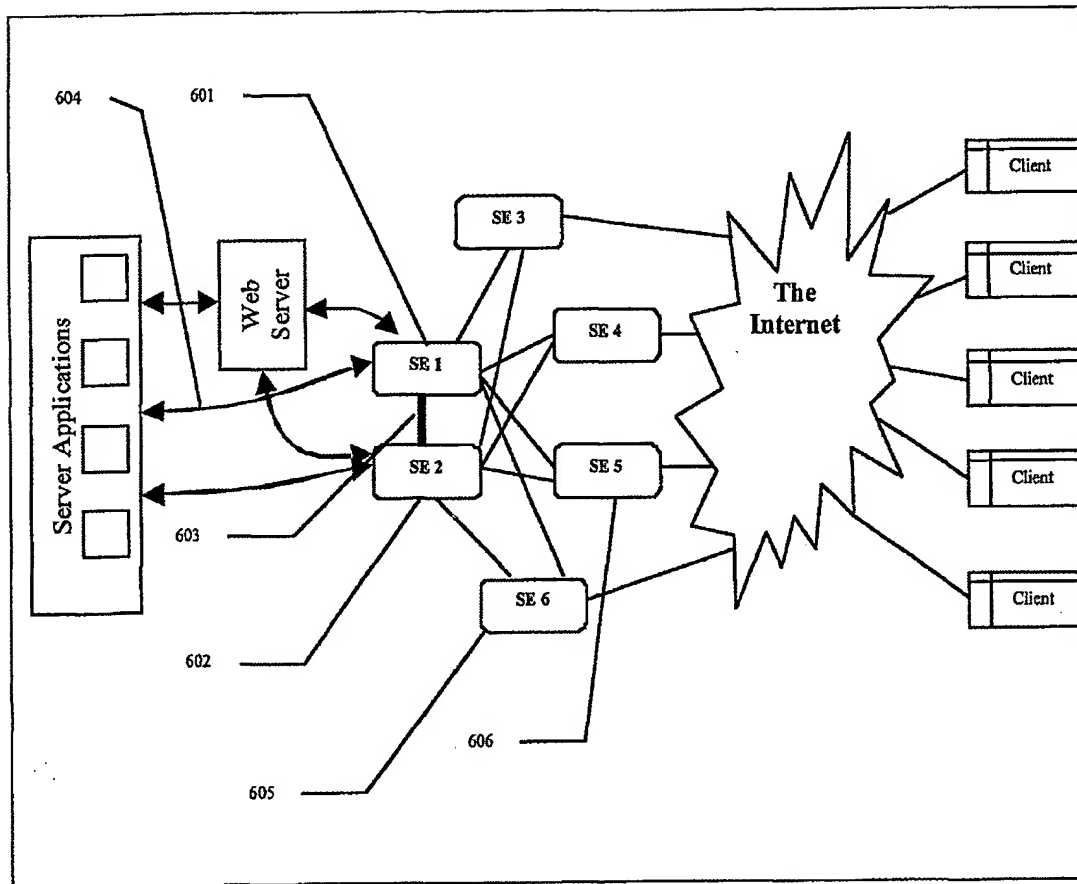 604
601
Client
SE 3
Client
Web
Server
The
Internet
Server Applications
SE 4
SE 1
Client
SE 2
SE 5
Client
603
SE 6
Client
602
606
605